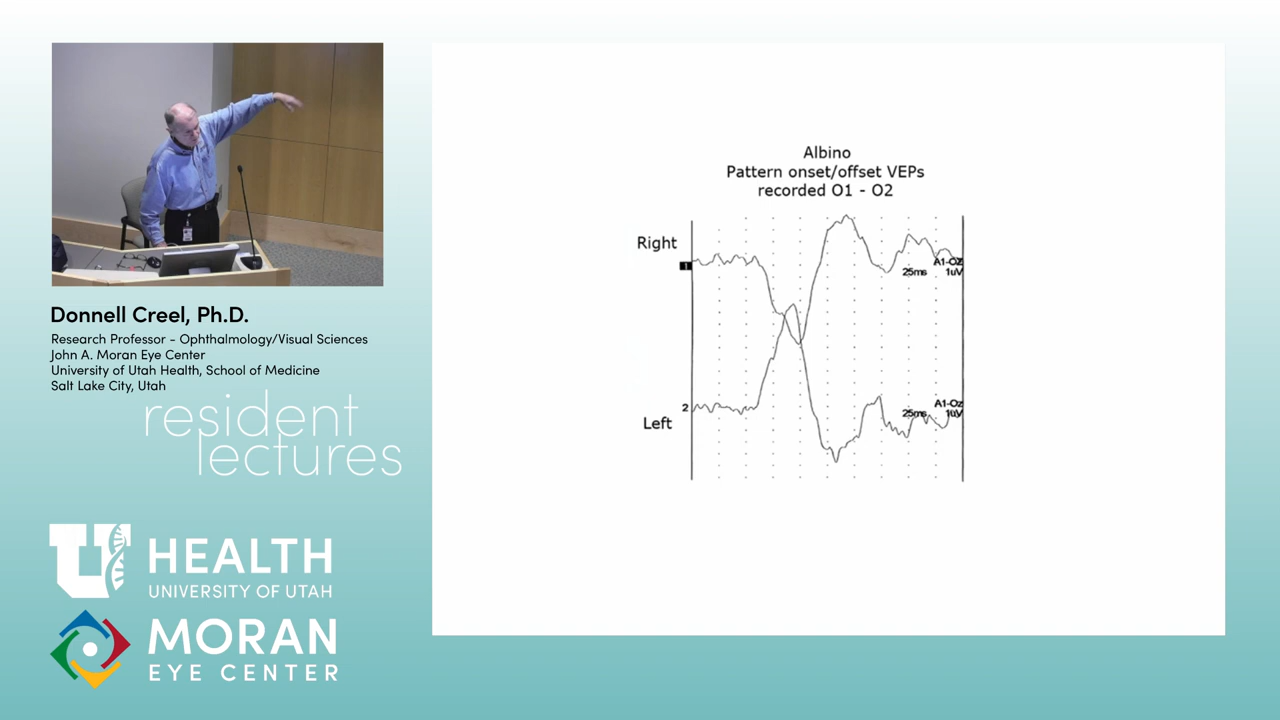 Donnell Creel, Ph.D.
Research Professor - Ophthalmology/Visual Sciences
John A. Moran Eye Center
University of Utah Health, School of Medicine
Salt Lake City, Utah
resident
lectures
U
HEALTH
UNIVERSITY OF UTAH
MORAN
EYE CENTER
Albino
Pattern onset/offset VEPs
recorded O1 - O2
Right
1
A1-Oz
25ms 1uV
2
Left
A1-Oz
25ms 1uV